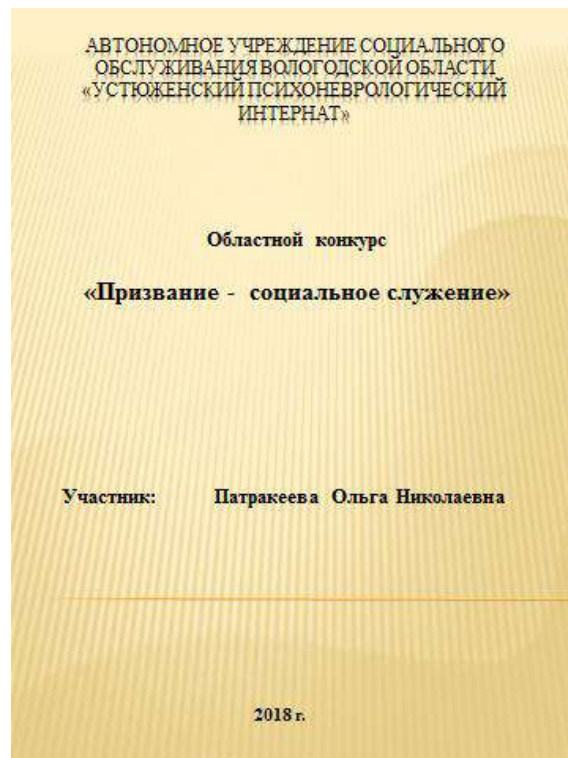 АВТОНОМНОЕ УЧРЕЖДЕНИЕ СОЦИАЛЬНОГО
ОБСЛУЖИВАНИЯ ВОЛОГОДСКОЙ ОБЛАСТИ
«УСТЮЖЕНСКИЙ ПСИХОНЕВРОЛОГИЧЕСКИЙ
ИНТЕРНАТ»
Областной конкурс
«Призвание - социальное служение»
Участник: Патракеева Ольга Николаевна
2018 г.